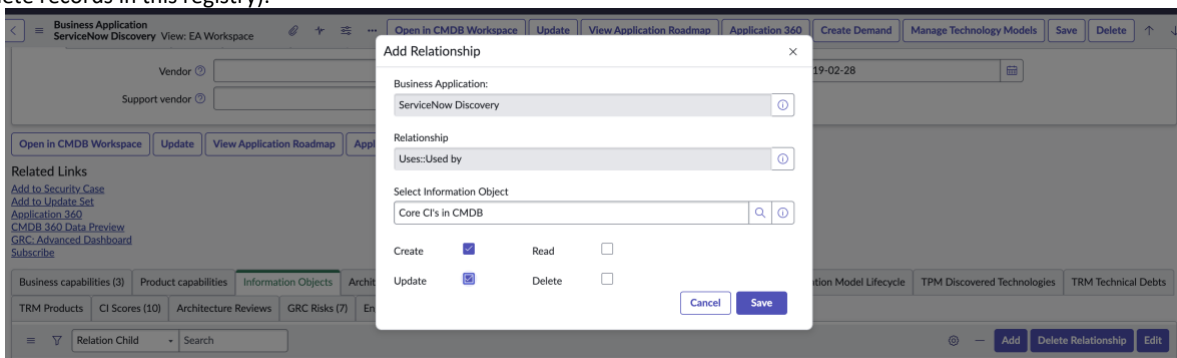 lete records in this registry).
Business Application
ServiceNow Discovery View: EA Workspace
Open in CMDB Workspace Update View Application Roadmap Application 360 Create Demand Manage Technology Models Save Delete
Add Relationship
Vendor
19-02-28
Support vendor
Business Application:
ServiceNow Discovery
Relationship
Uses::Used by
Select Information Object
Core CI's in CMDB
Create Read
Update Delete
Cancel Save
Open in CMDB Workspace Update View Application Roadmap Appl
Related Links
Add to Security Case
Add to Update Set
Application 360
CMDB 360 Data Preview
GRC: Advanced Dashboard
Subscribe
Business capabilities (3) Product capabilities Information Objects Archit tion Model Lifecycle TPM Discovered Technologies TRM Technical Debts
TRM Products CI Scores (10) Architecture Reviews GRC Risks (7) En
Relation Child Search Add Delete Relationship Edit